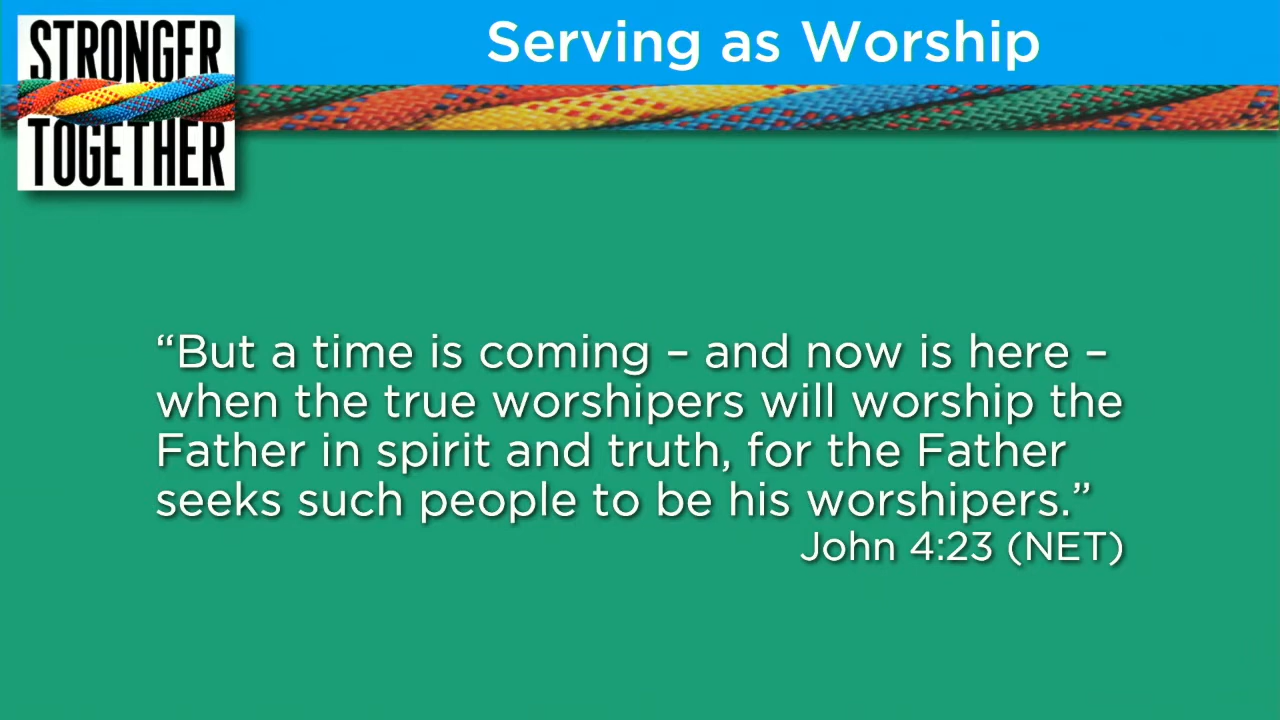 STRONGER
TOGETHER
Serving as Worship
“But a time is coming – and now is here –
when the true worshipers will worship the
Father in spirit and truth, for the Father
seeks such people to be his worshipers.”
John 4:23 (NET)